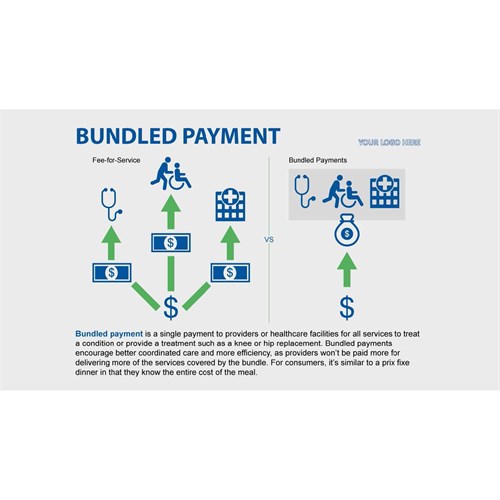 BUNDLED PAYMENT
YOUR LOGO HERE
Fee-for-Service
Bundled Payments
$
$
$
VS
$
$
$
Bundled payment is a single payment to providers or healthcare facilities for all services to treat
a condition or provide a treatment such as a knee or hip replacement. Bundled payments
encourage better coordinated care and more efficiency, as providers won't be paid more for
delivering more of the services covered by the bundle. For consumers, it's similar to a prix fixe
dinner in that they know the entire cost of the meal.